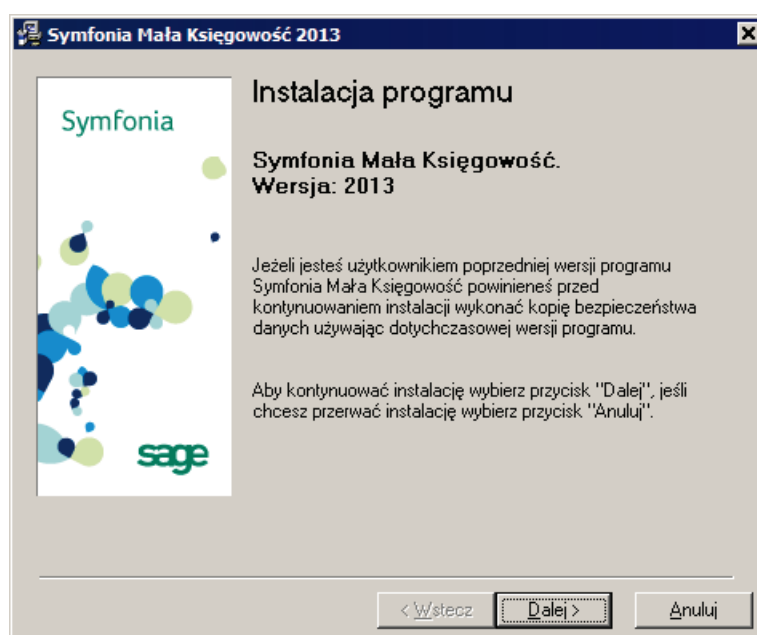 Symfonia Mała Księgowość 2013
Symfonia
sage
Instalacja programu
Symfonia Mała Księgowość.
Wersja: 2013
Jeżeli jesteś użytkownikiem poprzedniej wersji programu
Symfonia Mała Księgowość powinieneś przed
kontynuowaniem instalacji wykonać kopię bezpieczeństwa
danych używając dotychczasowej wersji programu.
Aby kontynuować instalację wybierz przycisk "Dalej", jeśli
chcesz przerwać instalację wybierz przycisk "Anuluj".
< Wstecz
Dalej >
Anuluj